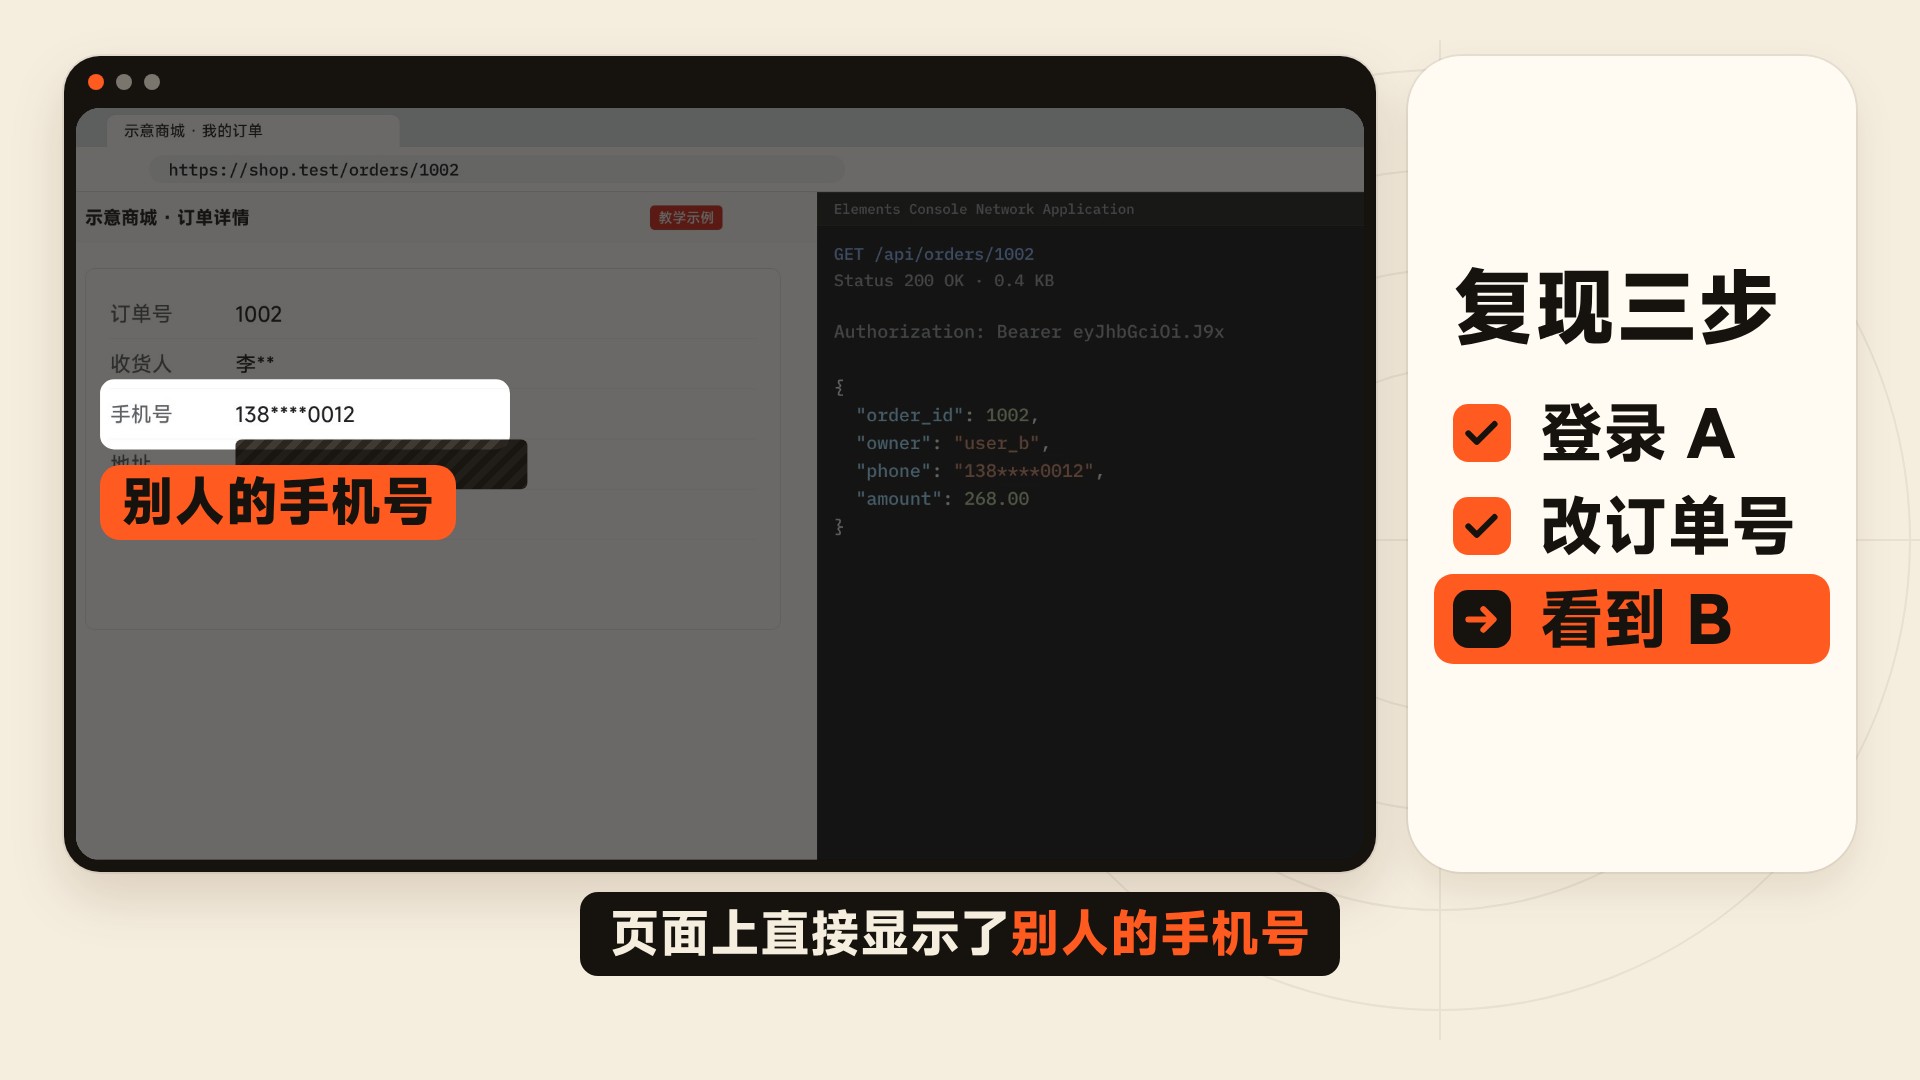 示意商城 · 我的订单
https://shop.test/orders/1002
示意商城 · 订单详情
教学示例
订单号 1002
收货人 李**
手机号 138****0012
地址
别人的手机号
Elements Console Network Application
GET /api/orders/1002
Status 200 OK · 0.4 KB
Authorization: Bearer eyJhbGciOi.J9x
{
"order_id": 1002,
"owner": "user_b",
"phone": "138****0012",
"amount": 268.00
}
复现三步
登录 A
改订单号
看到 B
页面上直接显示了别人的手机号